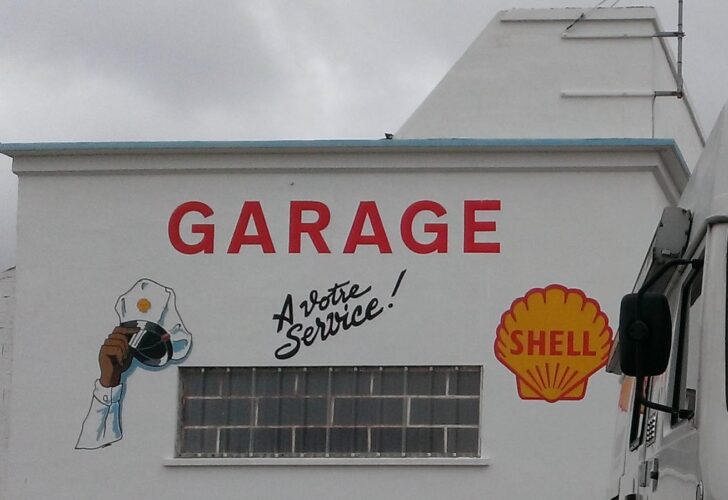 GARAGE
A votre
Service !
SHELL